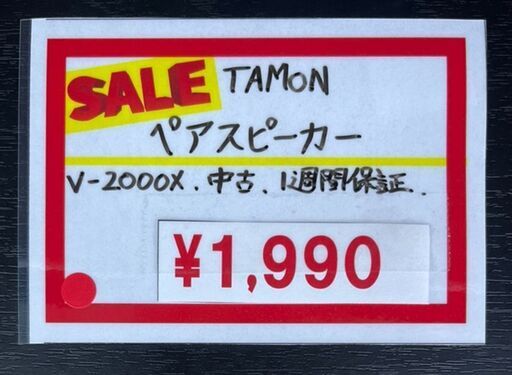 SALE TAMON
ペアスピーカー
V-2000X. 中古. 1週間保証.
¥1,990